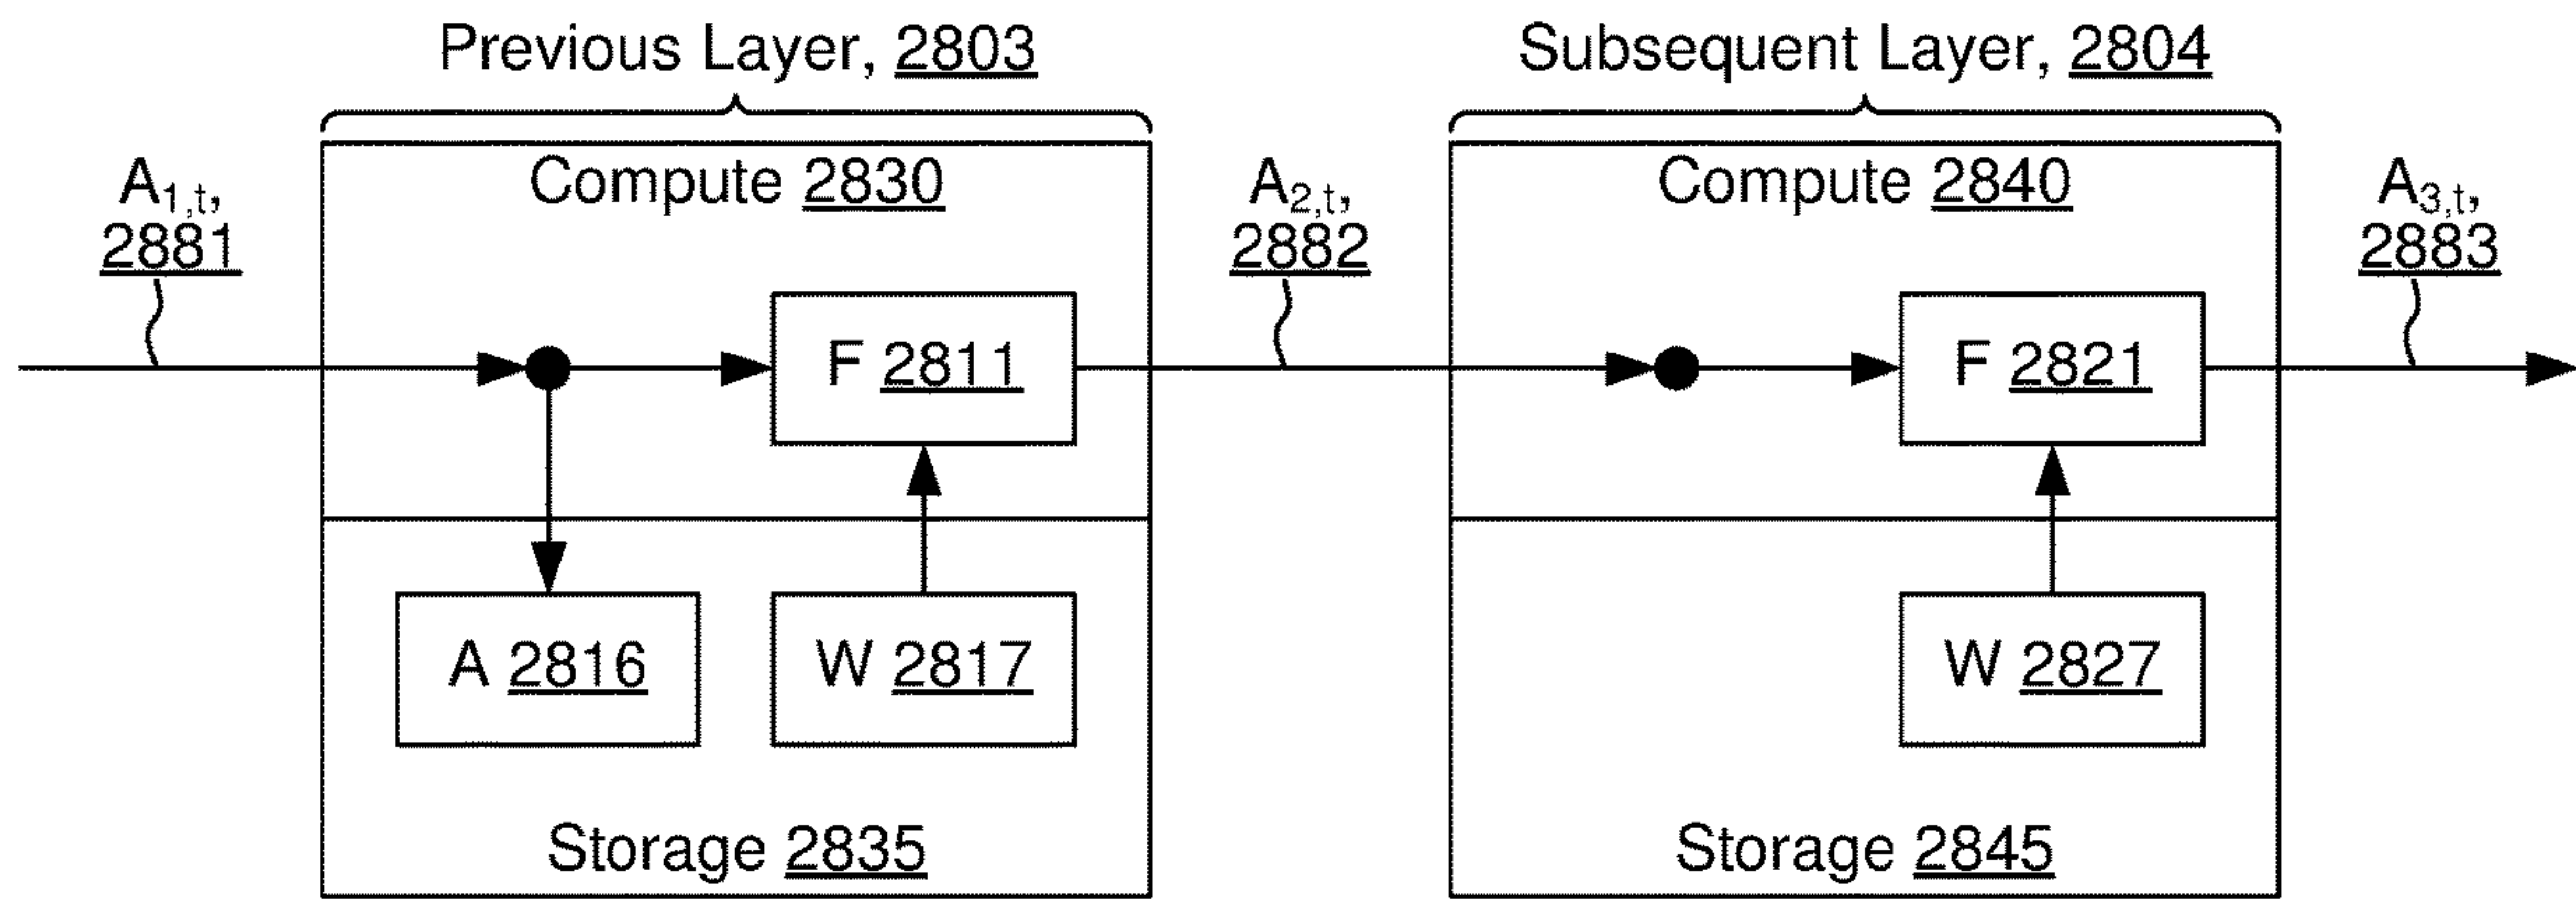 Previous Layer, 2803
Subsequent Layer, 2804
Compute 2830
Compute 2840
A1,t,
2881
A2,t,
2882
A3,t,
2883
F 2811
F 2821
A 2816
W 2817
W 2827
Storage 2835
Storage 2845